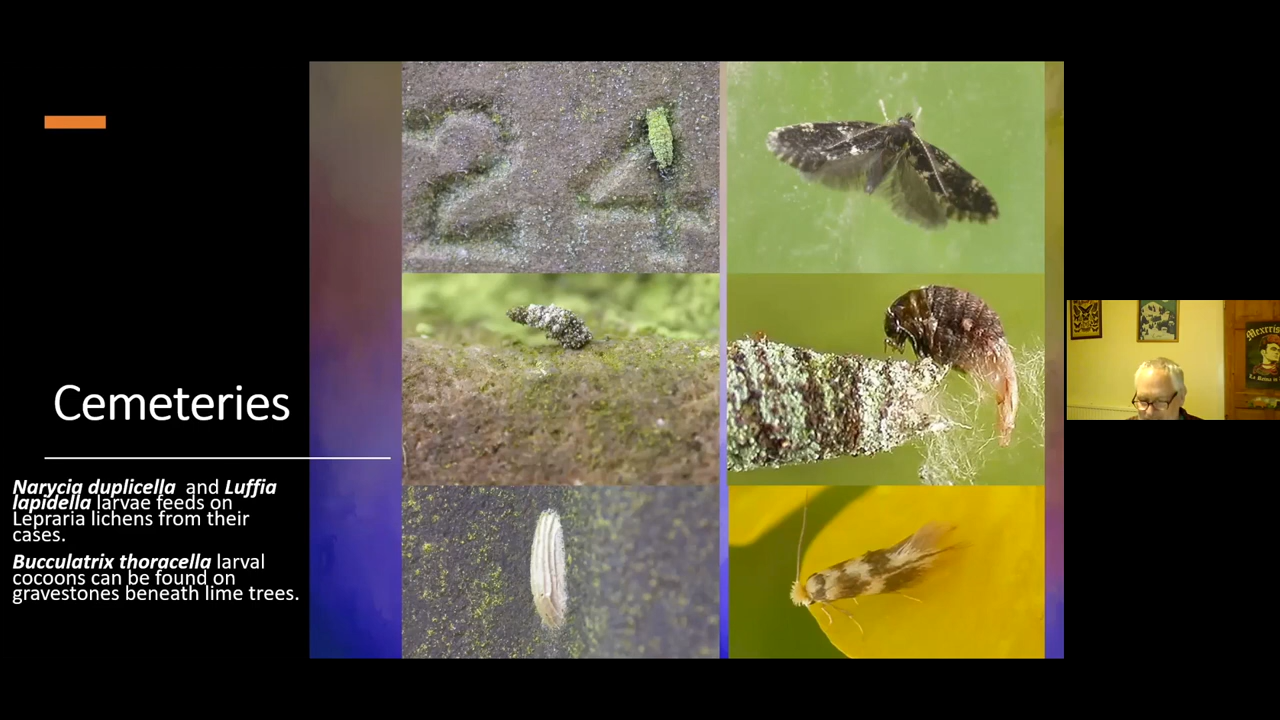 24
Cemeteries
Narycia duplicella and Luffia
lapidella larvae feeds on
Lepraria lichens from their
cases.
Bucculatrix thoracella larval
cocoons can be found on
gravestones beneath lime trees.